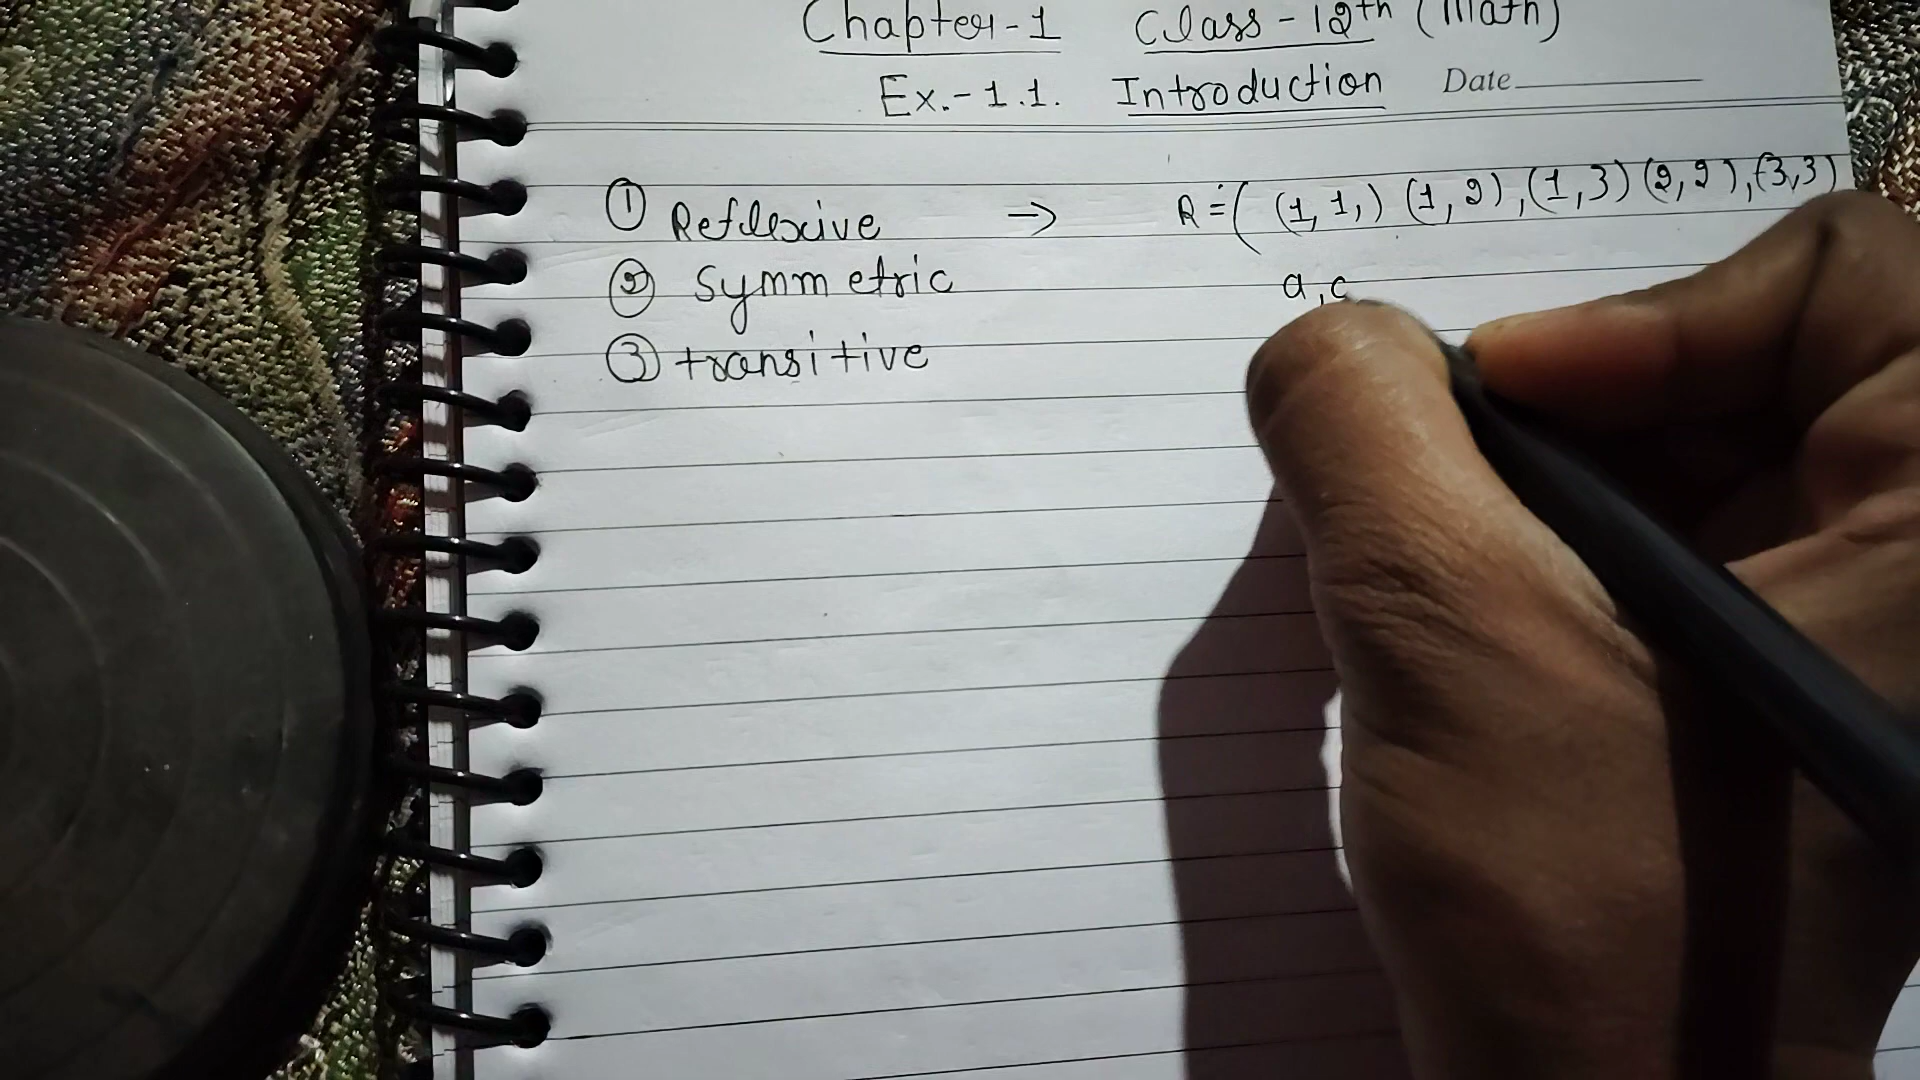 Chapter-1 Class-12th (Math)
Ex.-1.1. Introduction Date
① Reflexive → R = ( (1, 1,) (1, 2), (1, 3) (2, 2), (3,3)
② Symmetric a, c
③ transitive